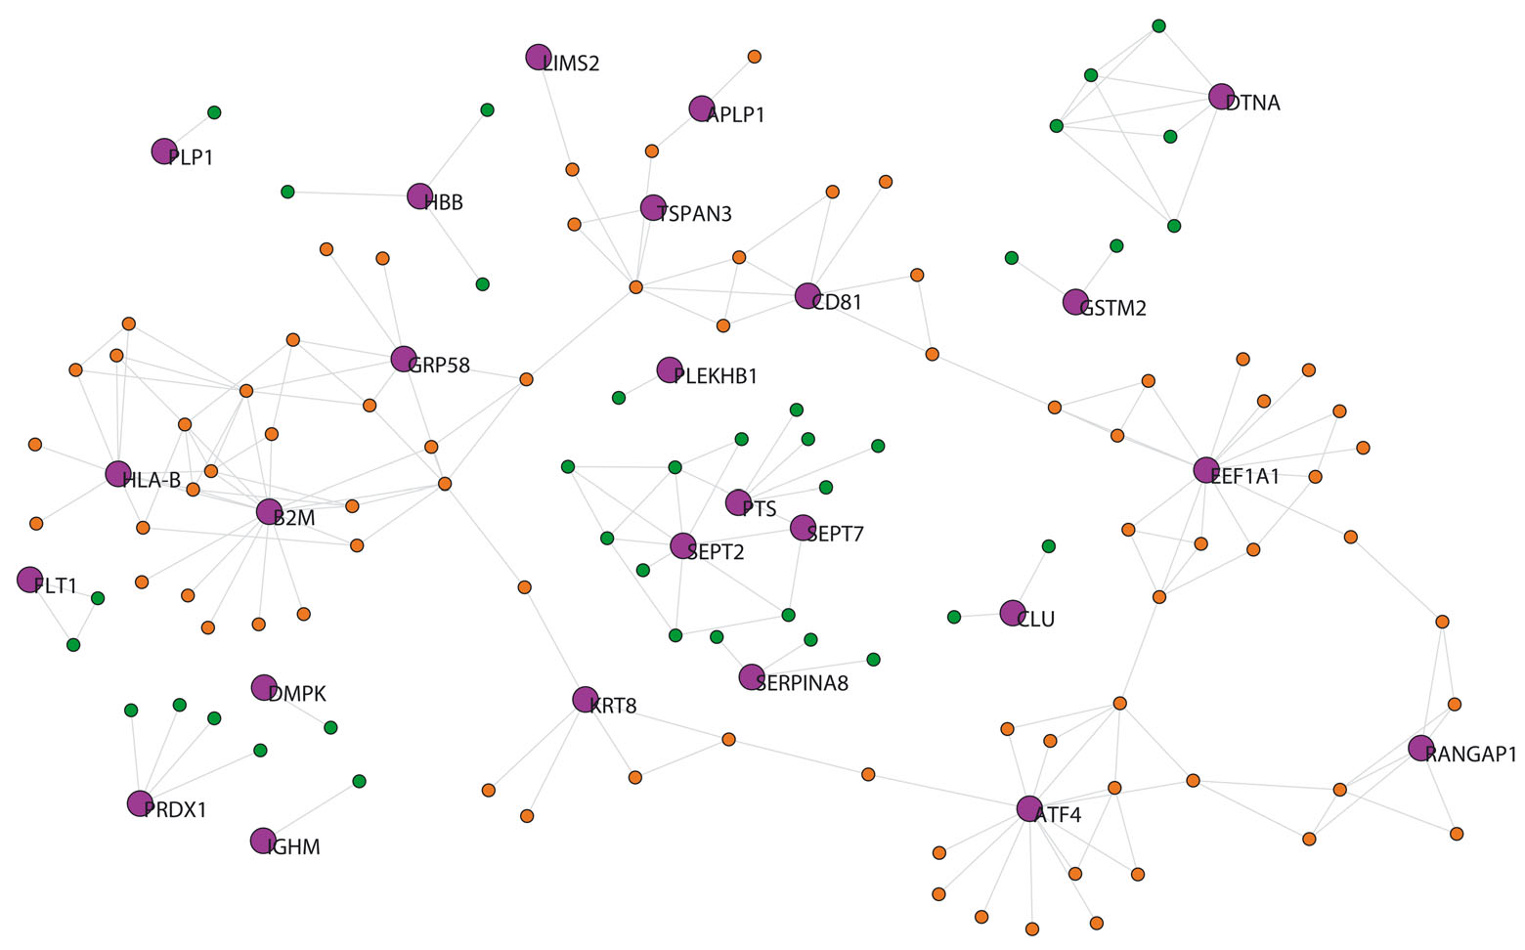 LIMS2
APLP1
DTNA
PLP1
HBB
TSPAN3
CD81
GSTM2
GRP58
PLEKHB1
HLA-B
EEF1A1
PTS
B2M
SEPT7
SEPT2
FLT1
CLU
SERPINA8
DMPK
KRT8
RANGAP1
PRDX1
ATF4
IGHM